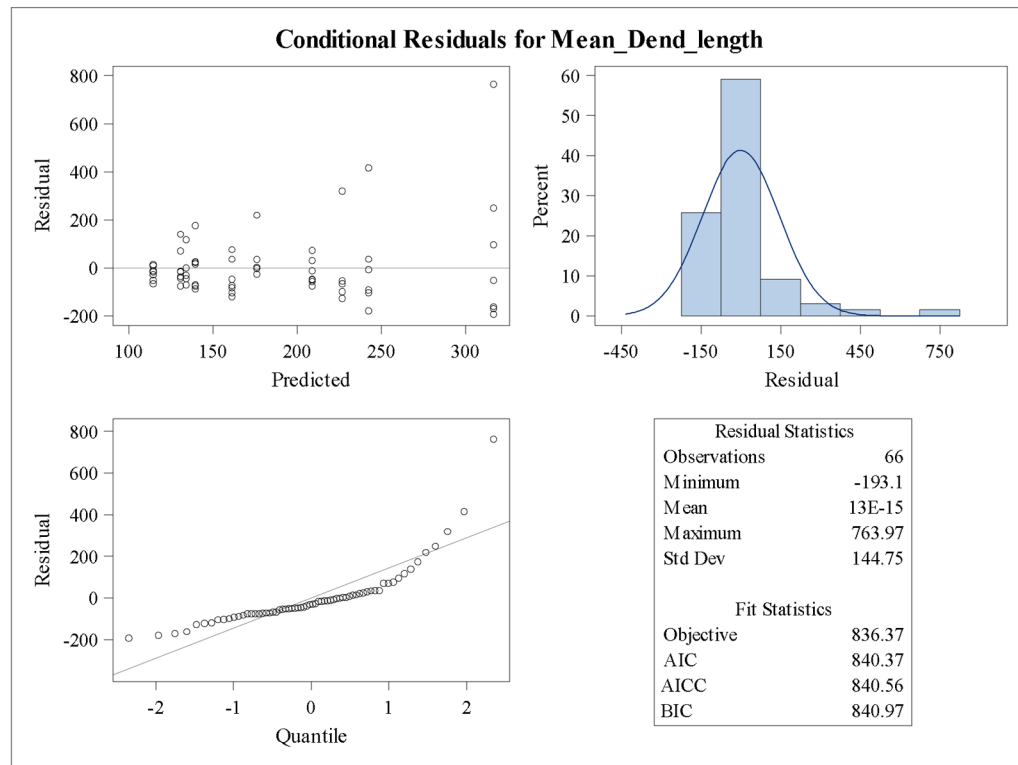 Conditional Residuals for Mean_Dend_length
800
600
400
200
0
-200
Residual
100
150
200
250
300
Predicted
60
50
40
30
20
10
0
Percent
-450
-150
150
450
750
Residual
800
600
400
200
0
-200
Residual
-2
-1
0
1
2
Quantile
Residual Statistics
Observations 66
Minimum -193.1
Mean 13E-15
Maximum 763.97
Std Dev 144.75
Fit Statistics
Objective 836.37
AIC 840.37
AICC 840.56
BIC 840.97